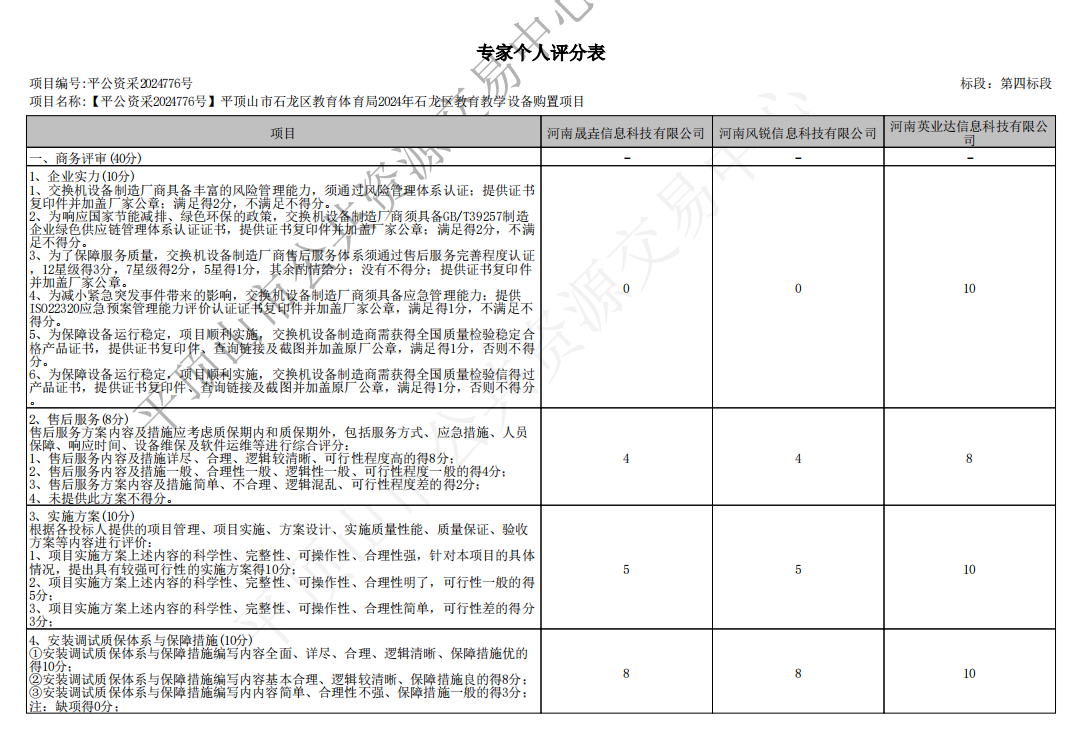 专家个人评分表
项目编号:平公资采2024776号
标段：第四标段
项目名称:【平公资采2024776号】平顶山市石龙区教育体育局2024年石龙区教育教学设备购置项目
项目
河南晟垚信息科技有限公司
河南风锐信息科技有限公司
河南英业达信息科技有限公
司
一、商务评审(40分)
-
-
-
1、企业实力(10分)
1、交换机设备制造厂商具备丰富的风险管理能力，须通过风险管理体系认证；提供证书
复印件并加盖厂家公章；满足得2分，不满足不得分。
2、为响应国家节能减排、绿色环保的政策，交换机设备制造厂商须具备GB/T39257制造
企业绿色供应链管理体系认证证书，提供证书复印件并加盖厂家公章；满足得2分，不满
足不得分。
3、为了保障服务质量，交换机设备制造厂商售后服务体系须通过售后服务完善程度认证
，12星级得3分，7星级得2分，5星得1分，其余酌情给分；没有不得分；提供证书复印件
并加盖厂家公章。
4、为减小紧急突发事件带来的影响，交换机设备制造厂商须具备应急管理能力；提供
ISO22320应急预案管理能力评价认证证书复印件并加盖厂家公章，满足得1分，不满足不
得分。
5、为保障设备运行稳定，项目顺利实施，交换机设备制造商需获得全国质量检验稳定合
格产品证书，提供证书复印件、查询链接及截图并加盖原厂公章，满足得1分，否则不得
分。
6、为保障设备运行稳定，项目顺利实施，交换机设备制造商需获得全国质量检验信得过
产品证书，提供证书复印件、查询链接及截图并加盖原厂公章，满足得1分，否则不得分
。
0
0
10
2、售后服务(8分)
售后服务方案内容及措施应考虑质保期内和质保期外，包括服务方式、应急措施、人员
保障、响应时间、设备维保及软件运维等进行综合评分：
1、售后服务内容及措施详尽、合理、逻辑较清晰、可行性程度高的得8分；
2、售后服务内容及措施一般、合理性一般、逻辑性一般、可行性程度一般的得4分；
3、售后服务方案内容及措施简单、不合理、逻辑混乱、可行性程度差的得2分；
4、未提供此方案不得分。
4
4
8
3、实施方案(10分)
根据各投标人提供的项目管理、项目实施、方案设计、实施质量性能、质量保证、验收
方案等内容进行评价：
1、项目实施方案上述内容的科学性、完整性、可操作性、合理性强，针对本项目的具体
情况，提出具有较强可行性的实施方案得10分；
2、项目实施方案上述内容的科学性、完整性、可操作性、合理性明了，可行性一般的得
5分；
3、项目实施方案上述内容的科学性、完整性、可操作性、合理性简单，可行性差的得分
3分；
5
5
10
4、安装调试质保体系与保障措施(10分)
①安装调试质保体系与保障措施编写内容全面、详尽、合理、逻辑清晰、保障措施优的
得10分；
②安装调试质保体系与保障措施编写内容基本合理、逻辑较清晰、保障措施良的得8分；
③安装调试质保体系与保障措施编写内内容简单、合理性不强、保障措施一般的得3分；
注：缺项得0分；
8
8
10
平顶山市公共资源交易中心
平顶山市公共资源交易中心